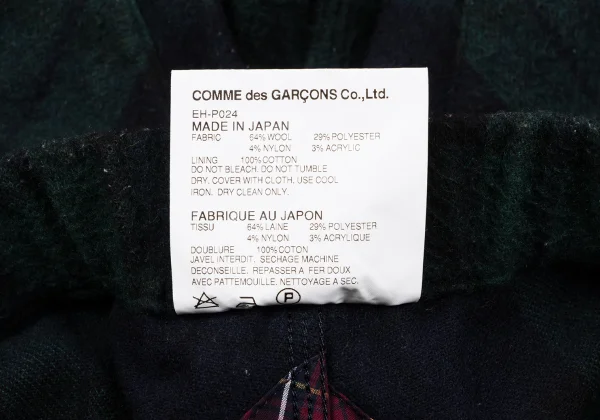 COMME des GARÇONS Co.,Ltd.
EH-P024
MADE IN JAPAN
FABRIC 64% WOOL 29% POLYESTER
4% NYLON 3% ACRYLIC
LINING 100% COTTON
DO NOT BLEACH. DO NOT TUMBLE
DRY. COVER WITH CLOTH. USE COOL
IRON. DRY CLEAN ONLY.
FABRIQUE AU JAPON
TISSU 64% LAINE 29% POLYESTER
4% NYLON 3% ACRYLIQUE
DOUBLURE 100% COTON
JAVEL INTERDIT. SECHAGE MACHINE
DECONSEILLE. REPASSER A FER DOUX
AVEC PATTEMOUILLE. NETTOYAGE A SEC.
P